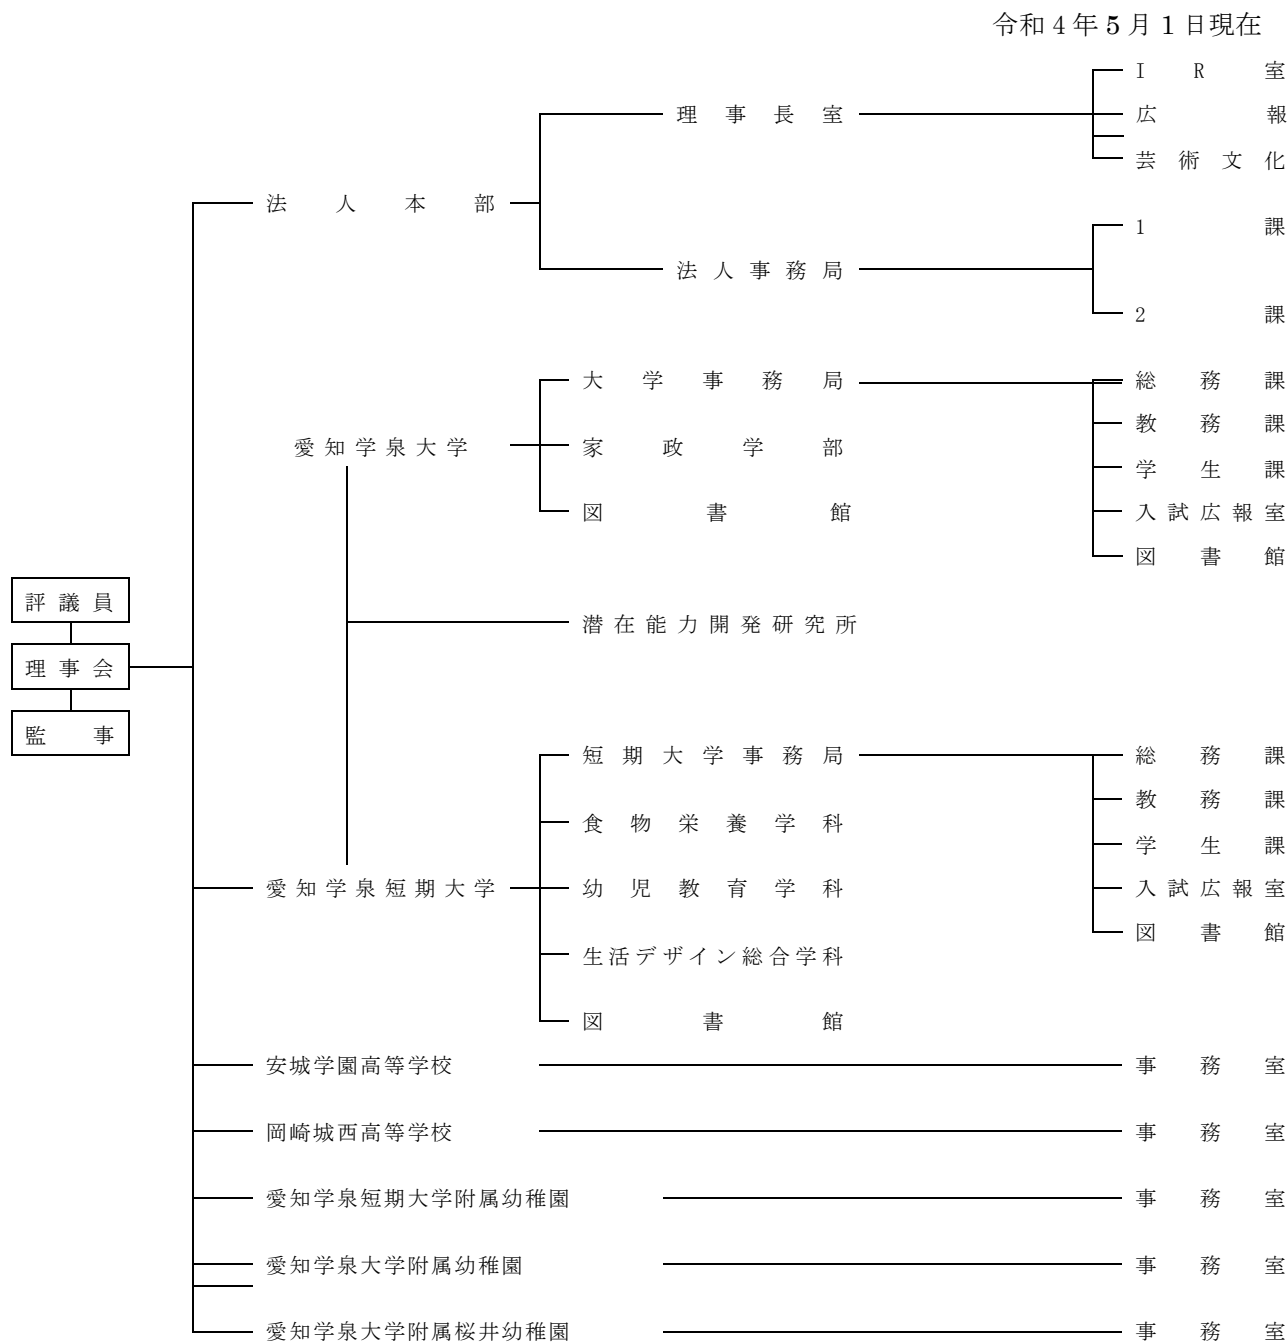 令和4年5月1日現在
IR室
理事長室
広報
芸術文化
法人本部
1課
法人事務局
2課
大学事務局
総務課
教務課
愛知学泉大学
家政学部
学生課
図書館
入試広報室
図書館
評議員
潜在能力開発研究所
理事会
監事
短期大学事務局
総務課
教務課
食物栄養学科
学生課
愛知学泉短期大学
幼児教育学科
入試広報室
図書館
生活デザイン総合学科
図書館
安城学園高等学校
事務室
岡崎城西高等学校
事務室
愛知学泉短期大学附属幼稚園
事務室
愛知学泉大学附属幼稚園
事務室
愛知学泉大学附属桜井幼稚園
事務室